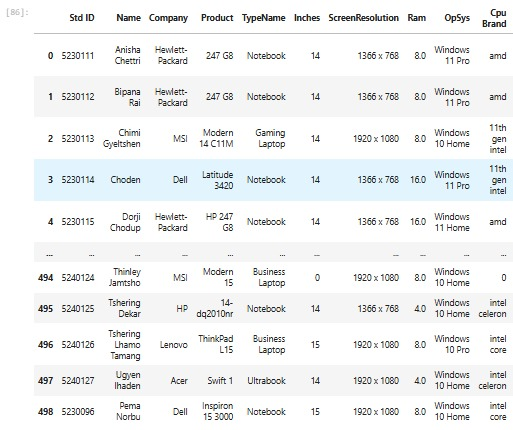 [86]:
Std ID Name Company Product TypeName Inches ScreenResolution Ram OpSys Cpu Brand
0 5230111 Anisha Chettri Hewlett-Packard 247 G8 Notebook 14 1366 x 768 8.0 Windows 11 Pro amd
1 5230112 Bipana Rai Hewlett-Packard 247 G8 Notebook 14 1366 x 768 8.0 Windows 11 Pro amd
2 5230113 Chimi Gyeltshen MSI Modern 14 C11M Gaming Laptop 14 1920 x 1080 8.0 Windows 10 Home 11th gen intel
3 5230114 Choden Dell Latitude 3420 Notebook 14 1366 x 768 16.0 Windows 11 Pro 11th gen intel
4 5230115 Dorji Chodup Hewlett-Packard HP 247 G8 Notebook 14 1366 x 768 16.0 Windows 11 Home amd
... ... ... ... ... ... ... ... ... ... ...
494 5240124 Thinley Jamtsho MSI Modern 15 Business Laptop 0 1920 x 1080 8.0 Windows 10 Home 0
495 5240125 Tshering Dekar HP 14-dq2010nr Notebook 14 1366 x 768 4.0 Windows 10 Home intel celeron
496 5240126 Tshering Lhamo Tamang Lenovo ThinkPad L15 Business Laptop 15 1920 x 1080 8.0 Windows 10 Pro intel core
497 5240127 Ugyen Ihaden Acer Swift 1 Ultrabook 14 1920 x 1080 4.0 Windows 10 Home intel celeron
498 5230096 Pema Norbu Dell Inspiron 15 3000 Notebook 15 1920 x 1080 8.0 Windows 10 Home intel core